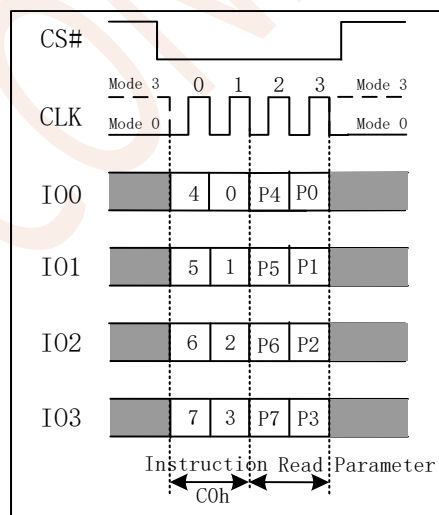 CS#
Mode 3 0 1 2 3 Mode 3
CLK
Mode 0 Mode 0
IO0 4 0 P4 P0
IO1 5 1 P5 P1
IO2 6 2 P6 P2
IO3 7 3 P7 P3
Instruction Read Parameter
C0h